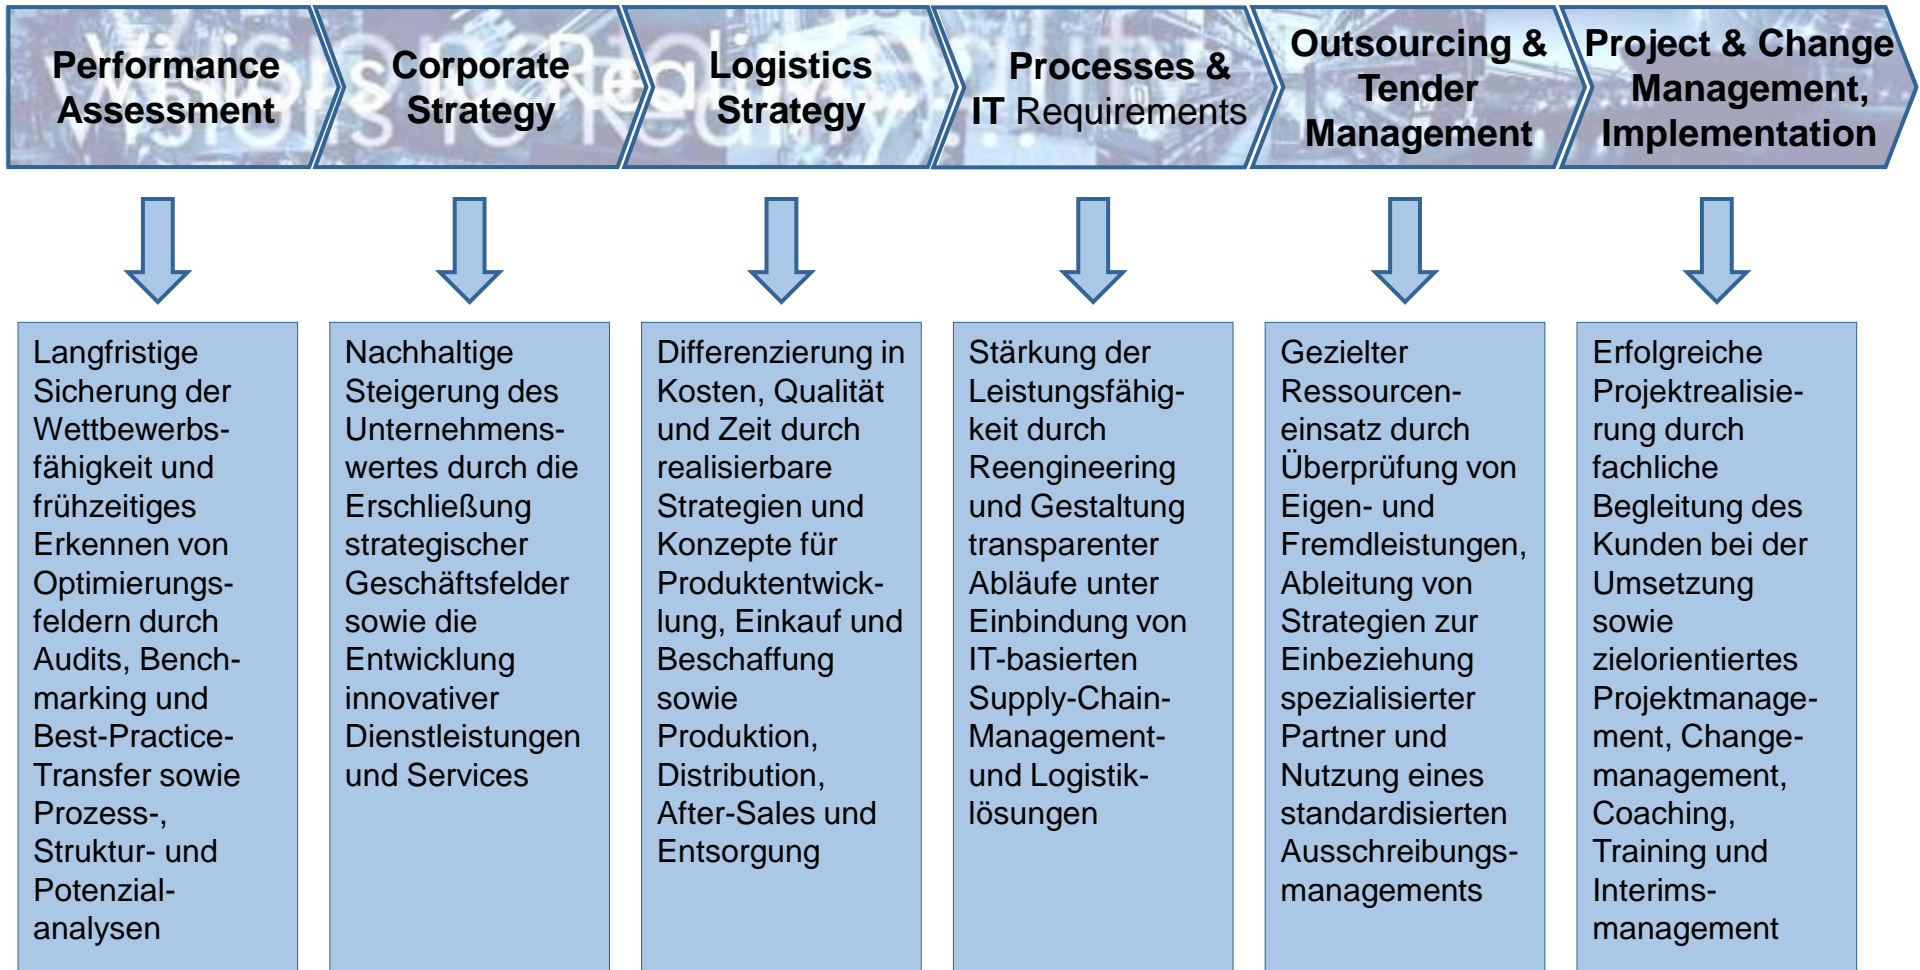 Performance
Assessment
Corporate
Strategy
Logistics
Strategy
Processes &
IT Requirements
Outsourcing &
Tender
Management
Project & Change
Management,
Implementation
Visions to Reality ...
Langfristige
Sicherung der
Wettbewerbs-
fähigkeit und
frühzeitiges
Erkennen von
Optimierungs-
feldern durch
Audits, Bench-
marking und
Best-Practice-
Transfer sowie
Prozess-,
Struktur- und
Potenzial-
analysen
Nachhaltige
Steigerung des
Unternehmens-
wertes durch die
Erschließung
strategischer
Geschäftsfelder
sowie die
Entwicklung
innovativer
Dienstleistungen
und Services
Differenzierung in
Kosten, Qualität
und Zeit durch
realisierbare
Strategien und
Konzepte für
Produktentwick-
lung, Einkauf und
Beschaffung
sowie
Produktion,
Distribution,
After-Sales und
Entsorgung
Stärkung der
Leistungsfähig-
keit durch
Reengineering
und Gestaltung
transparenter
Abläufe unter
Einbindung von
IT-basierten
Supply-Chain-
Management-
und Logistik-
lösungen
Gezielter
Ressourcen-
einsatz durch
Überprüfung von
Eigen- und
Fremdleistungen,
Ableitung von
Strategien zur
Einbeziehung
spezialisierter
Partner und
Nutzung eines
standardisierten
Ausschreibungs-
managements
Erfolgreiche
Projektrealisie-
rung durch
fachliche
Begleitung des
Kunden bei der
Umsetzung
sowie
zielorientiertes
Projektmanage-
ment, Change-
management,
Coaching,
Training und
Interims-
management